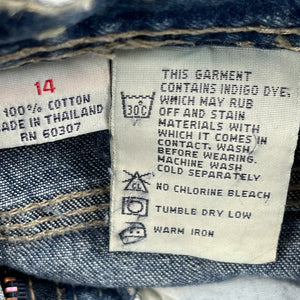 14
100% COTTON
MADE IN THAILAND
RN 60307
THIS GARMENT
CONTAINS INDIGO DYE,
WHICH MAY RUB
OFF AND STAIN
MATERIALS WITH
WHICH IT COMES IN
CONTACT. WASH
BEFORE WEARING.
MACHINE WASH
COLD SEPARATELY
30C
CL
NO CHLORINE BLEACH
TUMBLE DRY LOW
WARM IRON